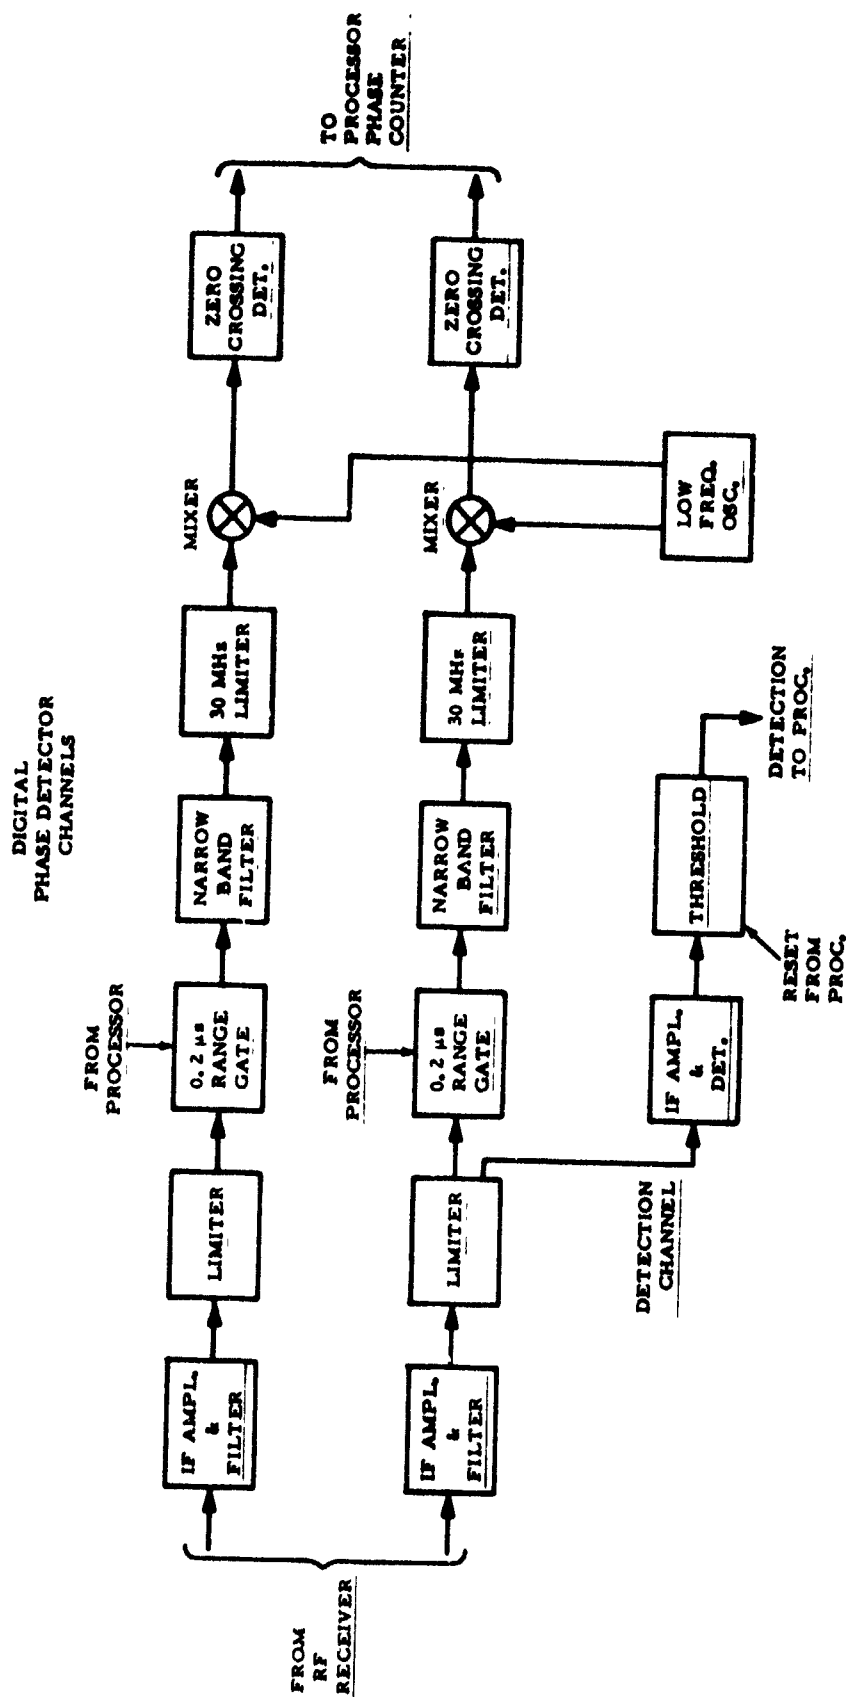 DIGITAL
PHASE DETECTOR
CHANNELS
FROM
RF
RECEIVER
IF AMPL.
&
FILTER
LIMITER
FROM
PROCESSOR
0.2 μs
RANGE
GATE
NARROW
BAND
FILTER
30 MHz
LIMITER
MIXER
ZERO
CROSSING
DET.
TO
PROCESSOR
PHASE
COUNTER
IF AMPL.
&
FILTER
LIMITER
FROM
PROCESSOR
0.2 μs
RANGE
GATE
NARROW
BAND
FILTER
30 MHz
LIMITER
MIXER
ZERO
CROSSING
DET.
DETECTION
CHANNEL
IF AMPL.
&
DET.
RESET
FROM
PROC.
THRESHOLD
DETECTION
TO PROC.
LOW
FREQ.
OSC.